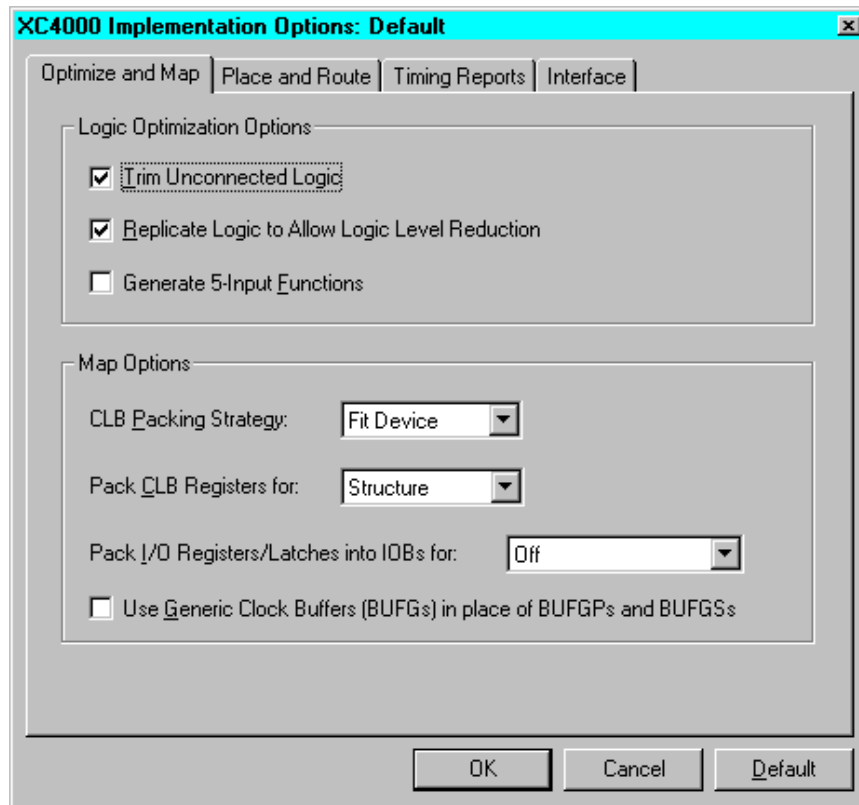 XC4000 Implementation Options: Default
Optimize and Map Place and Route Timing Reports Interface
Logic Optimization Options
Trim Unconnected Logic
Replicate Logic to Allow Logic Level Reduction
Generate 5-Input Functions
Map Options
CLB Packing Strategy: Fit Device
Pack CLB Registers for: Structure
Pack I/O Registers/Latches into IOBs for: Off
Use Generic Clock Buffers (BUFGs) in place of BUFGPs and BUFGSs
OK Cancel Default